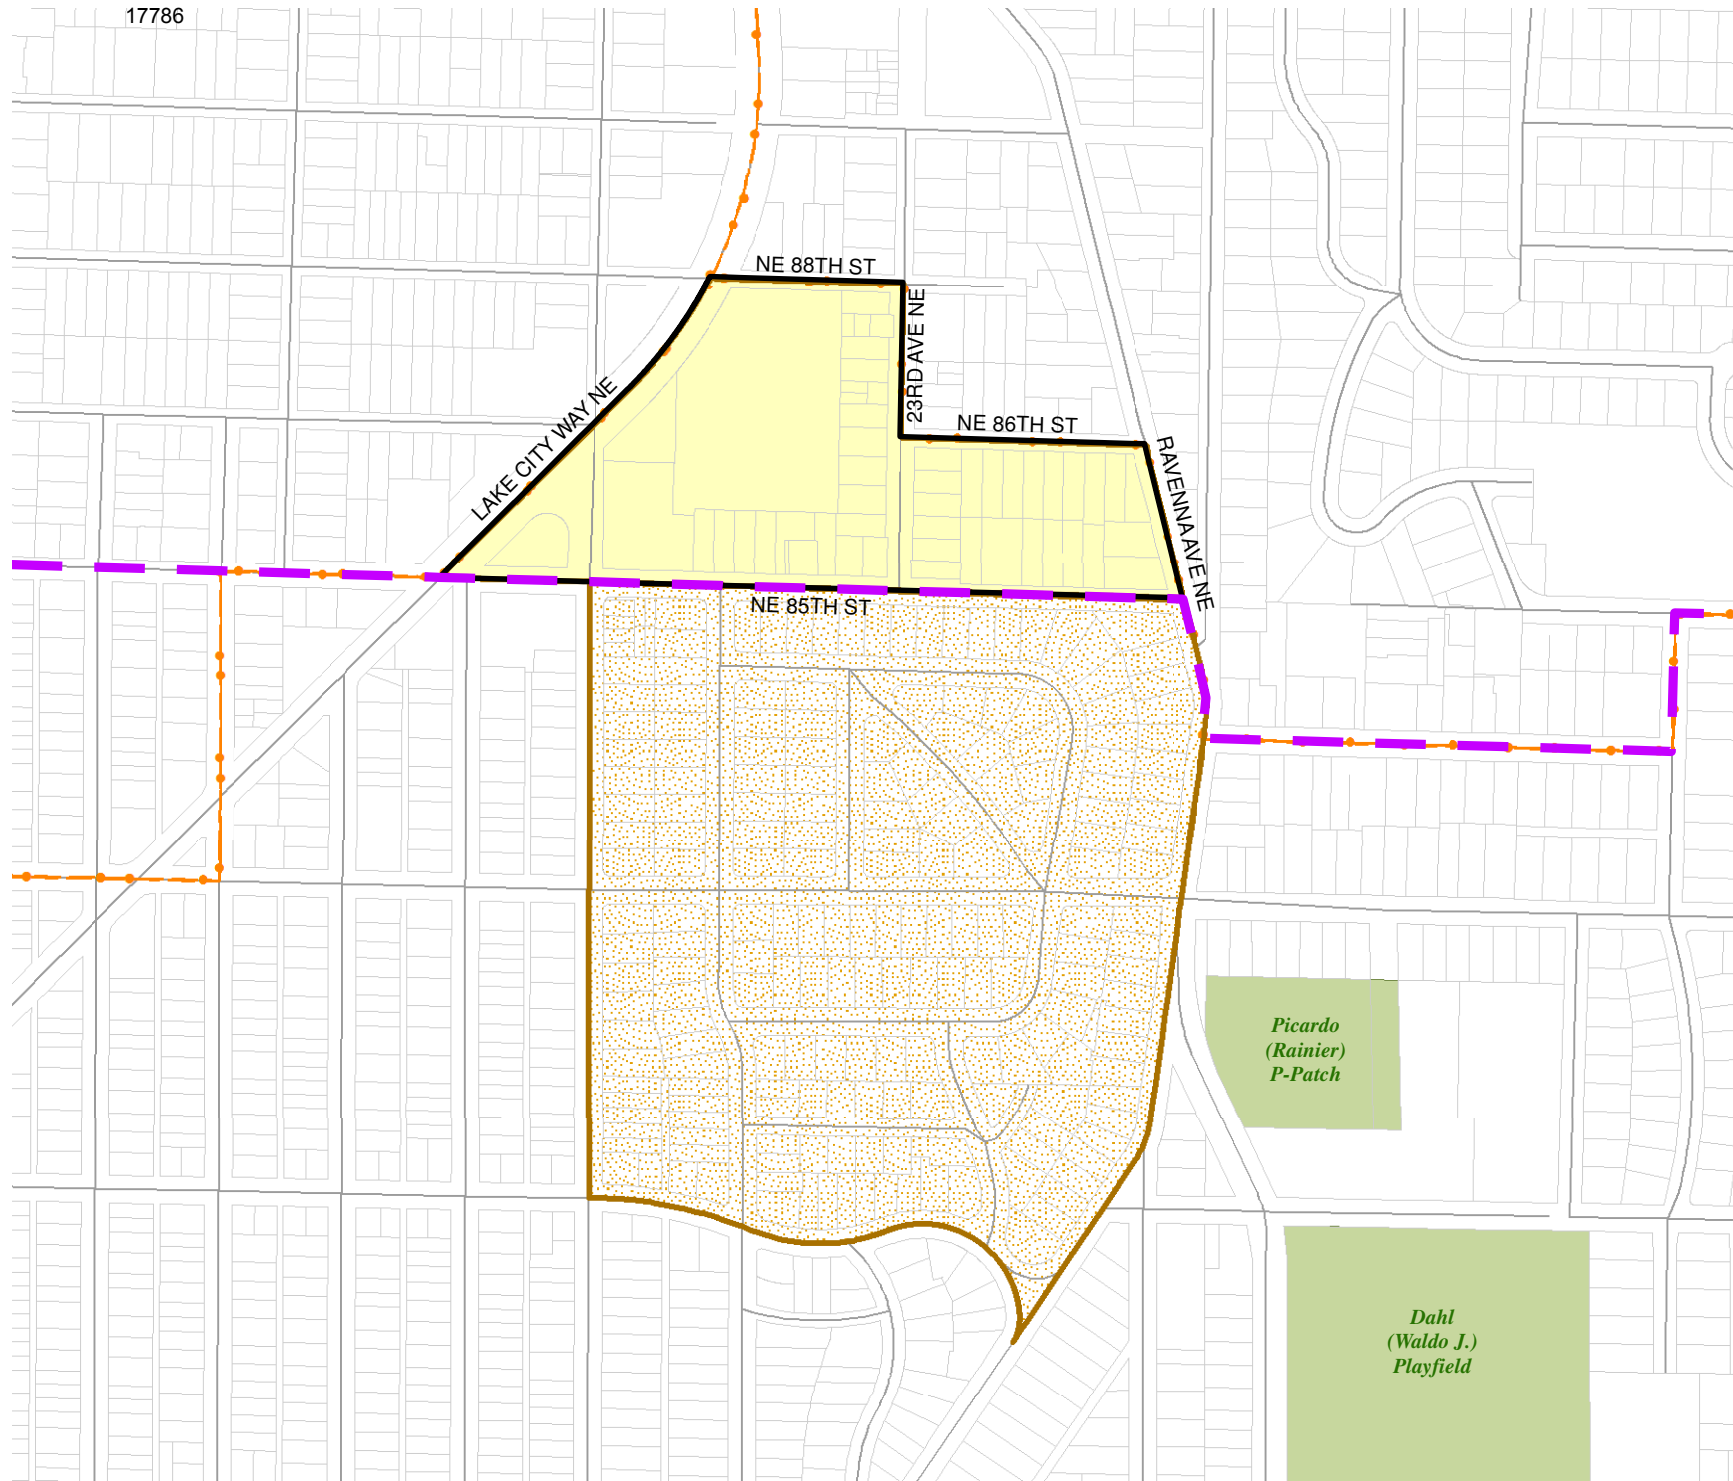 17786
NE 88TH ST
23RD AVE NE
LAKE CITY WAY NE
NE 86TH ST
RAVENNA AVE NE
NE 85TH ST
Picardo
(Rainier)
P-Patch
Dahl
(Waldo J.)
Playfield